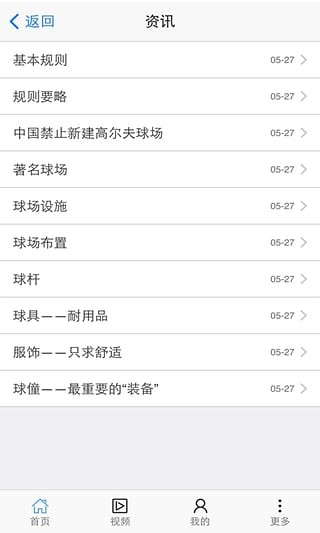 返回
资讯
基本规则 05-27
规则要略 05-27
中国禁止新建高尔夫球场 05-27
著名球场 05-27
球场设施 05-27
球场布置 05-27
球杆 05-27
球具——耐用品 05-27
服饰——只求舒适 05-27
球僮——最重要的“装备” 05-27
首页 视频 我的 更多